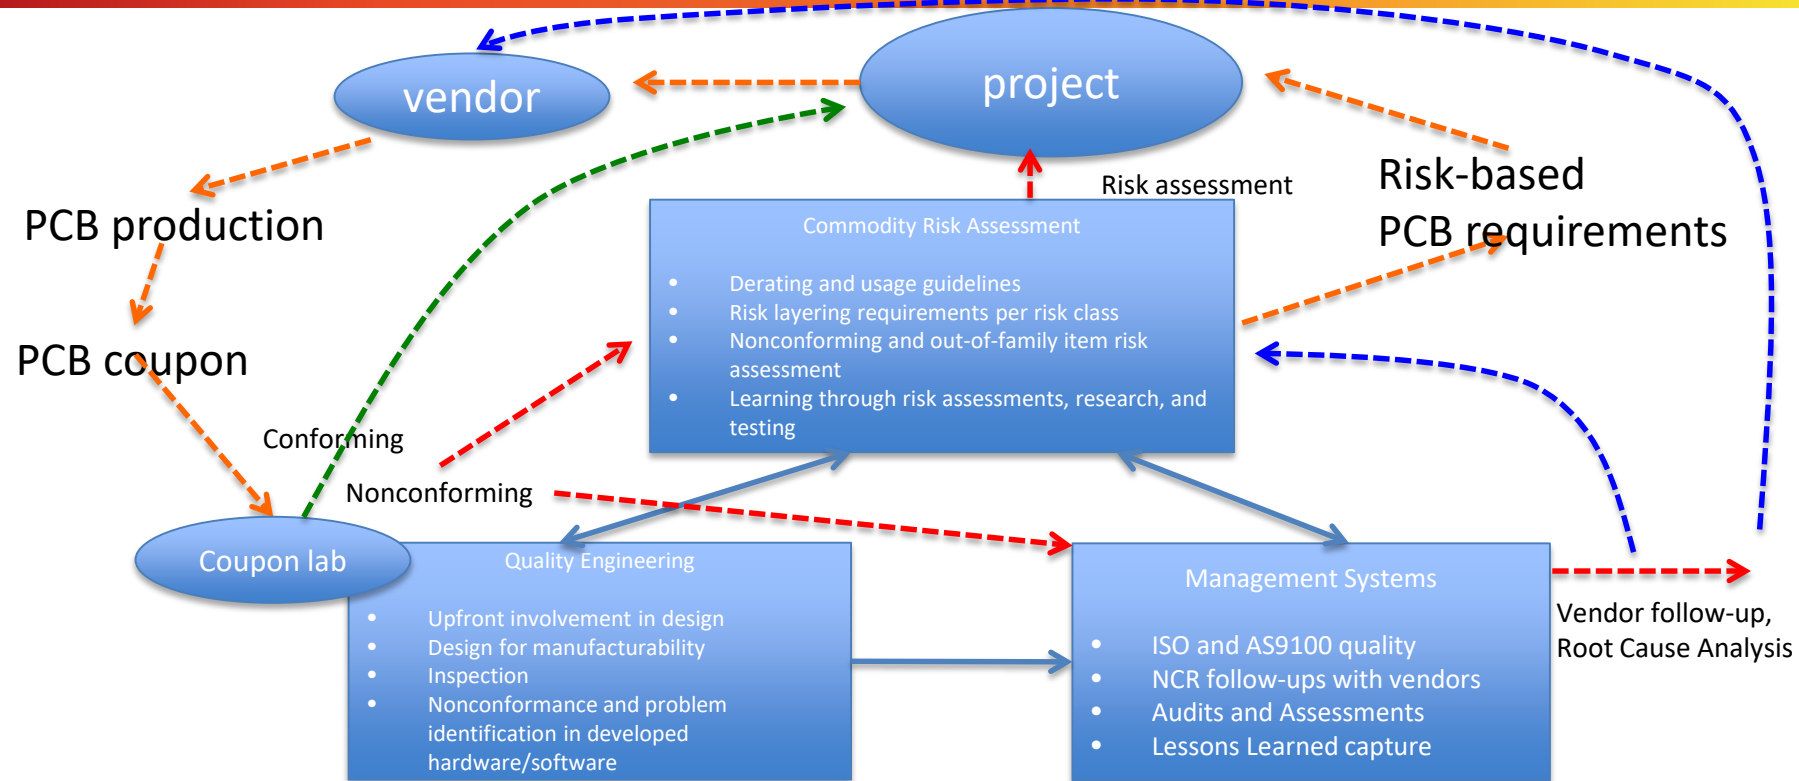 vendor
project
Risk-based
PCB requirements
Risk assessment
PCB production
Commodity Risk Assessment
• Derating and usage guidelines
• Risk layering requirements per risk class
• Nonconforming and out-of-family item risk
assessment
• Learning through risk assessments, research, and
testing
PCB coupon
Conforming
Nonconforming
Coupon lab
Quality Engineering
• Upfront involvement in design
• Design for manufacturability
• Inspection
• Nonconformance and problem
identification in developed
hardware/software
Management Systems
• ISO and AS9100 quality
• NCR follow-ups with vendors
• Audits and Assessments
• Lessons Learned capture
Vendor follow-up,
Root Cause Analysis